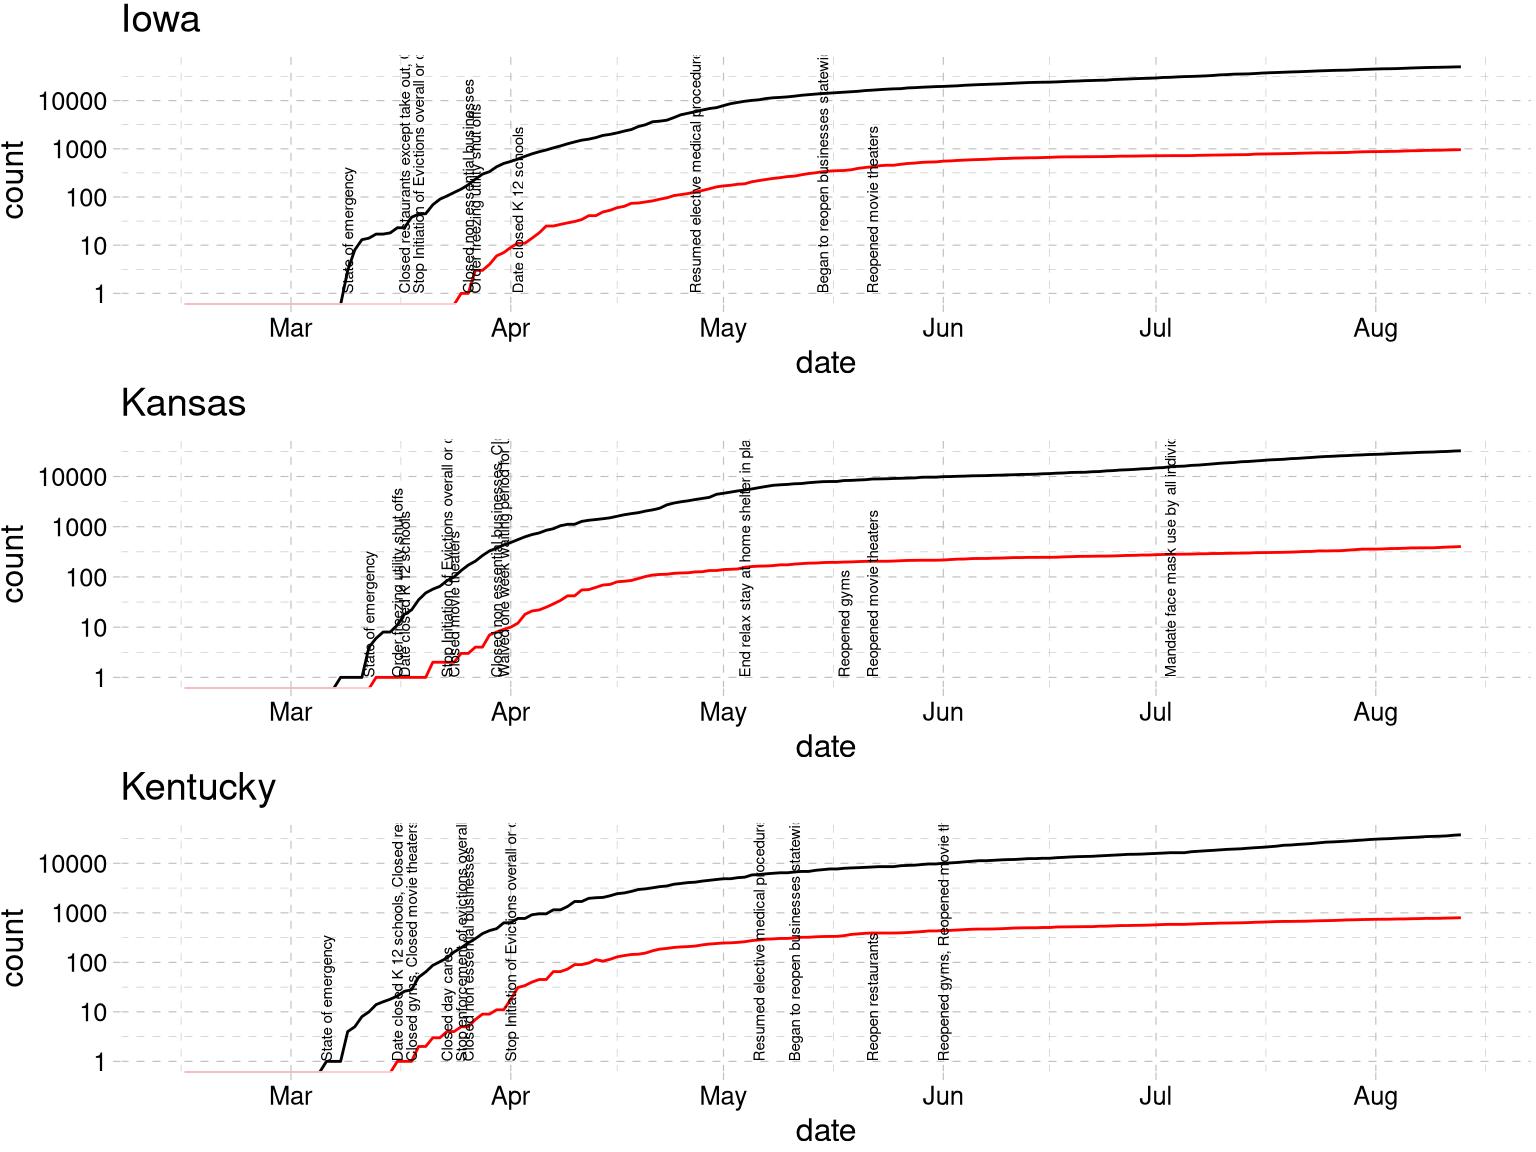 Iowa
count
10000
1000
100
10
1
State of emergency
Closed restaurants except take out,
Stop Initiation of Evictions overall or
Closed non essential businesses
Order freezing utility shut offs
Date closed K 12 schools
Resumed elective medical procedure
Began to reopen businesses statewi
Reopened movie theaters
Mar Apr May Jun Jul Aug
date
Kansas
count
10000
1000
100
10
1
State of emergency
Order freezing utility shut offs
Date closed K 12 schools
Stop Initiation of Evictions overall or
Closed movie theaters
Closed non essential businesses, Cl
Waived one week waiting period for
End relax stay at home shelter in pla
Reopened gyms
Reopened movie theaters
Mandate face mask use by all individ
Mar Apr May Jun Jul Aug
date
Kentucky
count
10000
1000
100
10
1
State of emergency
Date closed K 12 schools, Closed re
Closed gyms, Closed movie theaters
Closed day cares
Stop enforcement of evictions overall
Closed non essential businesses
Stop Initiation of Evictions overall or
Resumed elective medical procedure
Began to reopen businesses statewi
Reopen restaurants
Reopened gyms, Reopened movie
Mar Apr May Jun Jul Aug
date